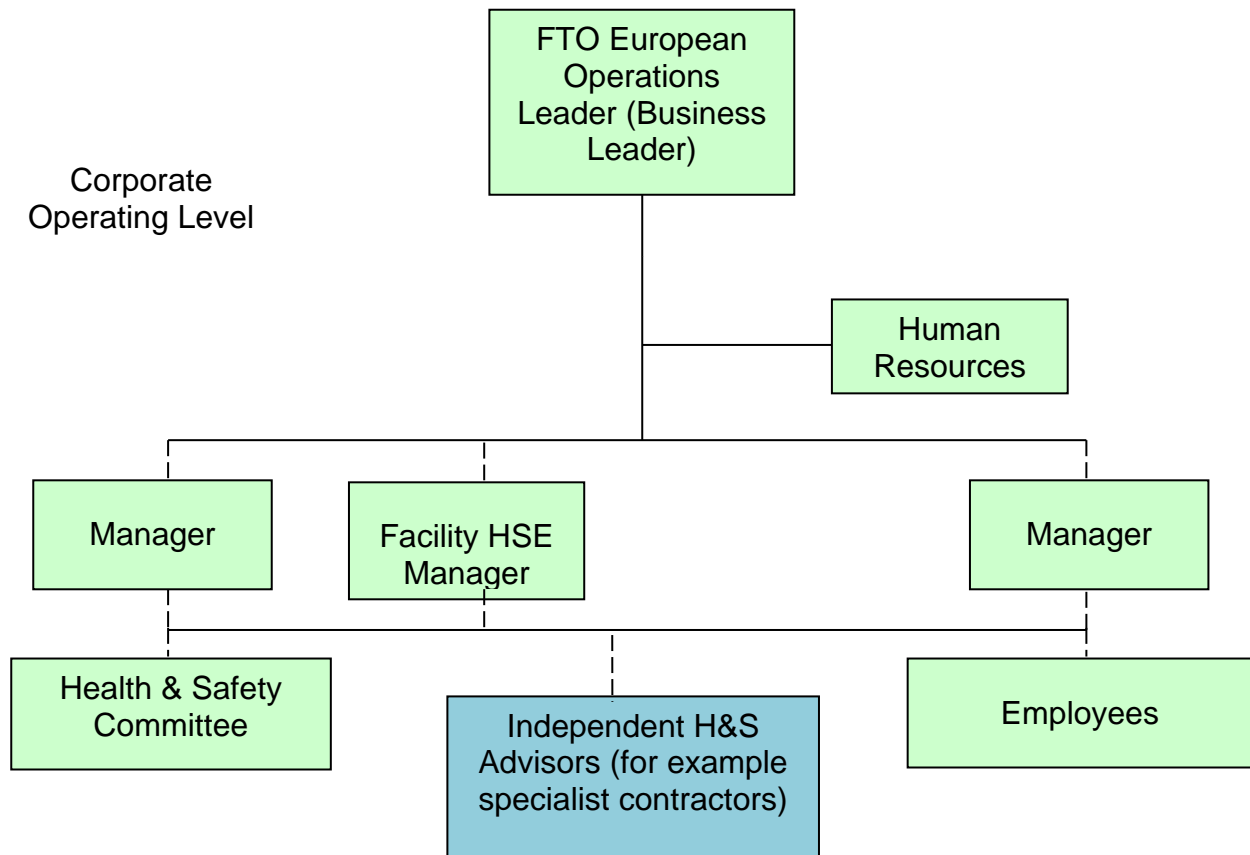 FTO European
Operations
Leader (Business
Leader)
Corporate
Operating Level
Human
Resources
Manager
Facility HSE
Manager
Manager
Health & Safety
Committee
Independent H&S
Advisors (for example
specialist contractors)
Employees